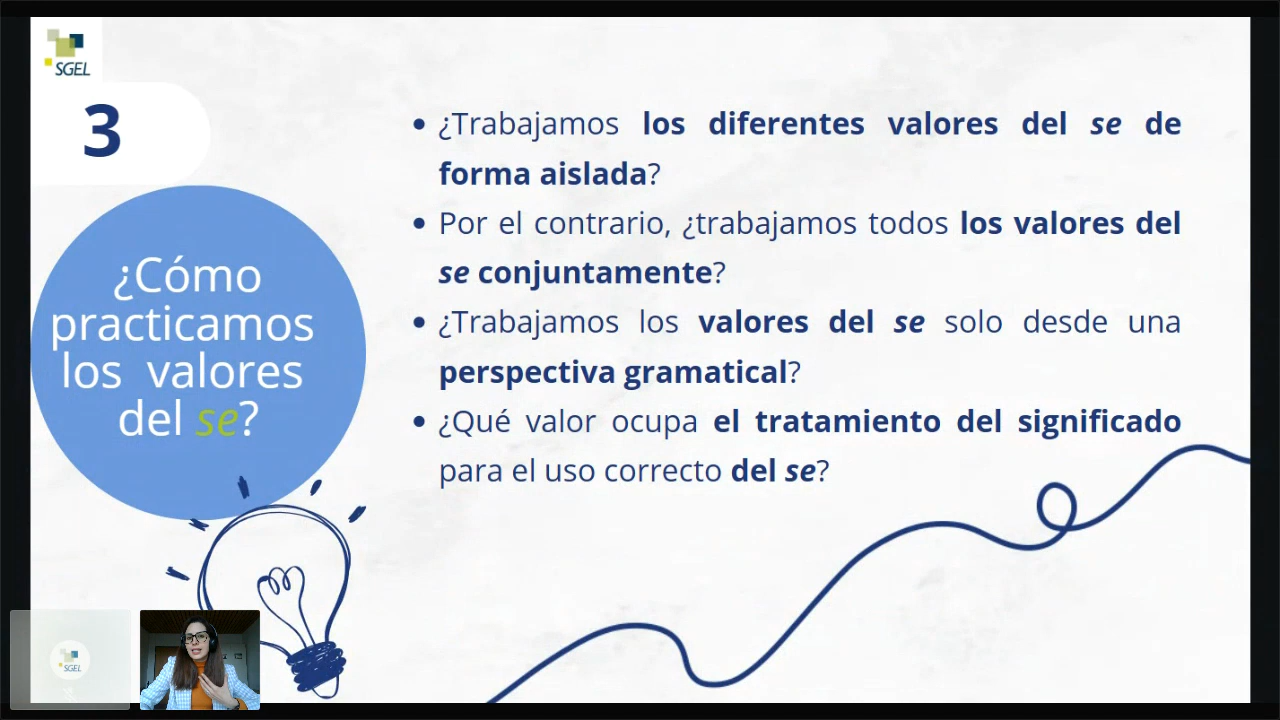 SGEL
3
¿Cómo
practicamos
los valores
del se?
• ¿Trabajamos los diferentes valores del se de
forma aislada?
• Por el contrario, ¿trabajamos todos los valores del
se conjuntamente?
• ¿Trabajamos los valores del se solo desde una
perspectiva gramatical?
• ¿Qué valor ocupa el tratamiento del significado
para el uso correcto del se?
SGEL